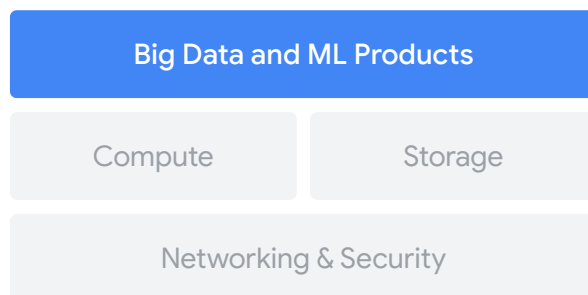 Big Data and ML Products
Compute
Storage
Networking & Security